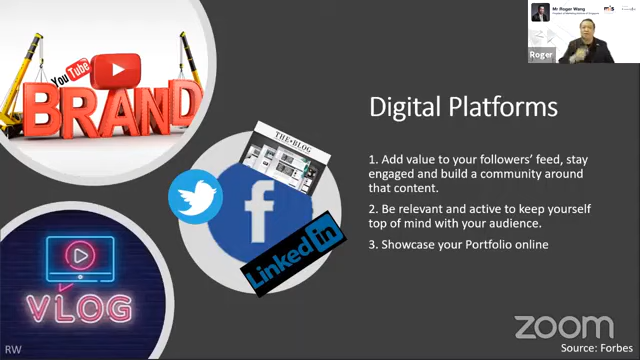 Mr Roger Wang
Roger
You Tube
BRAND
THE BLOG
f
Linked in
VLOG
Digital Platforms
1. Add value to your followers' feed, stay
engaged and build a community around
that content.
2. Be relevant and active to keep yourself
top of mind with your audience.
3. Showcase your Portfolio online
zoom
RW
Source: Forbes